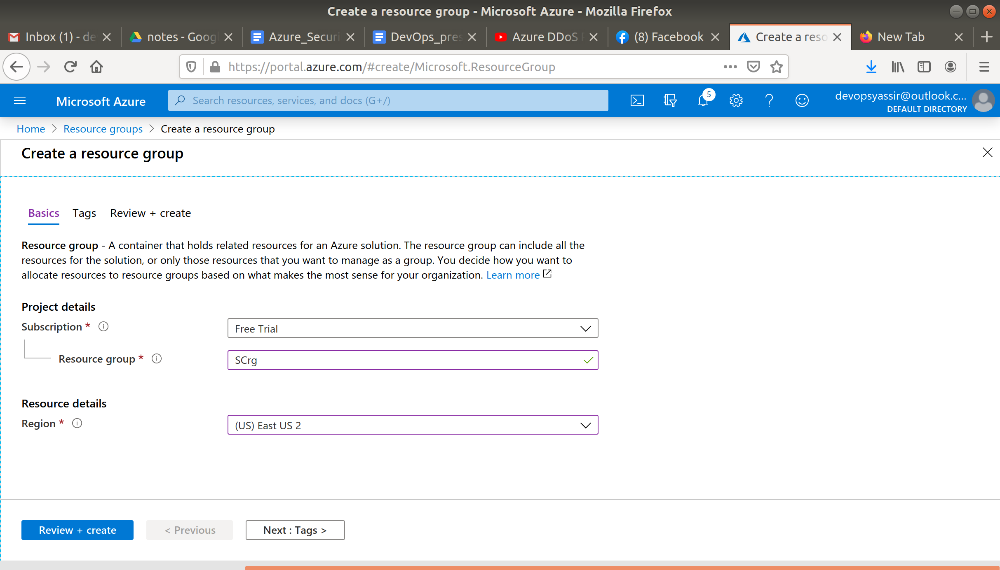 Create a resource group - Microsoft Azure - Mozilla Firefox
Inbox (1) - de
notes - Googl
Azure_Securi
DevOps_pres
Azure DDoS P
(8) Facebook
Create a reso
New Tab
https://portal.azure.com/#create/Microsoft.ResourceGroup
Microsoft Azure
Search resources, services, and docs (G+/)
5
devopsyassir@outlook.c...
DEFAULT DIRECTORY
Home > Resource groups > Create a resource group
Create a resource group
Basics Tags Review + create
Resource group - A container that holds related resources for an Azure solution. The resource group can include all the
resources for the solution, or only those resources that you want to manage as a group. You decide how you want to
allocate resources to resource groups based on what makes the most sense for your organization. Learn more
Project details
Subscription *
Free Trial
Resource group *
SCrg
Resource details
Region *
(US) East US 2
Review + create
< Previous
Next : Tags >